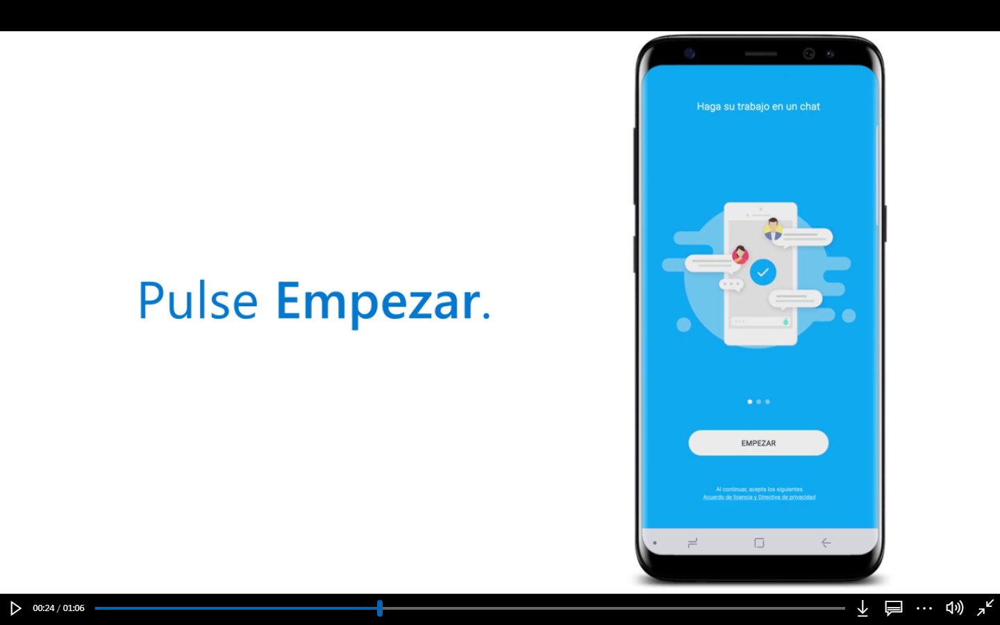 Haga su trabajo en un chat
Pulse Empezar.
EMPEZAR
Al continuar, acepta los siguientes
Acuerdo de licencia y Directiva de privacidad
00:24 / 01:06